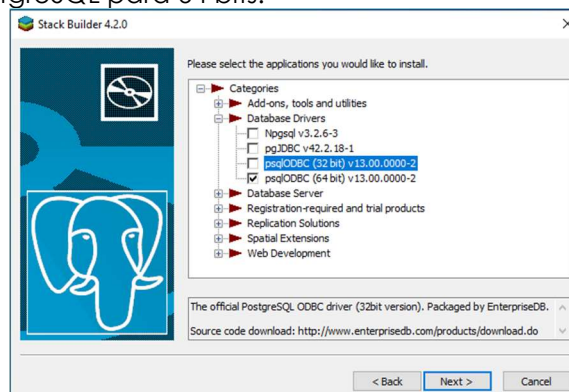 Stack Builder 4.2.0
Please select the applications you would like to install.
Categories
Add-ons, tools and utilities
Database Drivers
Npgsql v3.2.6-3
pgJDBC v42.2.18-1
psqlODBC (32 bit) v13.00.0000-2
psqlODBC (64 bit) v13.00.0000-2
Database Server
Registration-required and trial products
Replication Solutions
Spatial Extensions
Web Development
The official PostgreSQL ODBC driver (32bit version). Packaged by EnterpriseDB.
Source code download: http://www.enterprisedb.com/products/download.do
< Back Next > Cancel